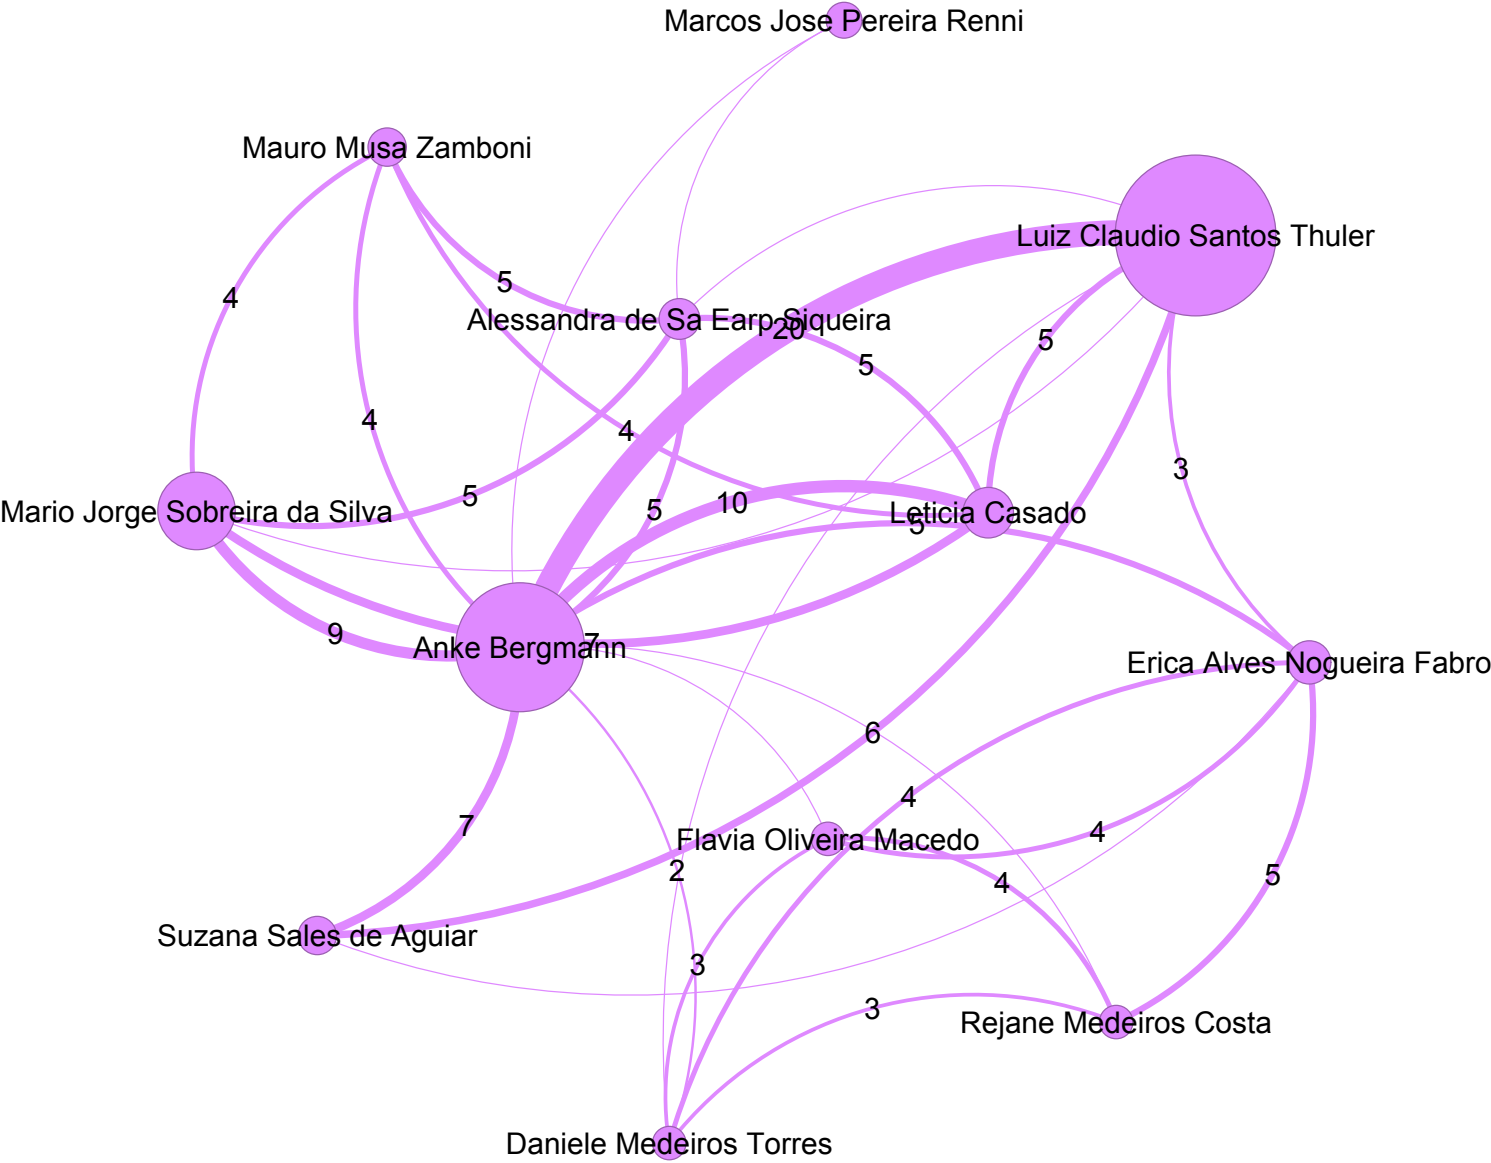 Marcos Jose Pereira Renni
Mauro Musa Zamboni
Luiz Claudio Santos Thuler
5
4
Alessandra de Sa Earp Siqueira
20
5
5
4
4
3
5
10
5
Mario Jorge Sobreira da Silva
Leticia Casado
5
9
7
Anke Bergmann
Erica Alves Nogueira Fabro
6
4
7
4
Flavia Oliveira Macedo
2
4
5
Suzana Sales de Aguiar
3
3
Rejane Medeiros Costa
Daniele Medeiros Torres